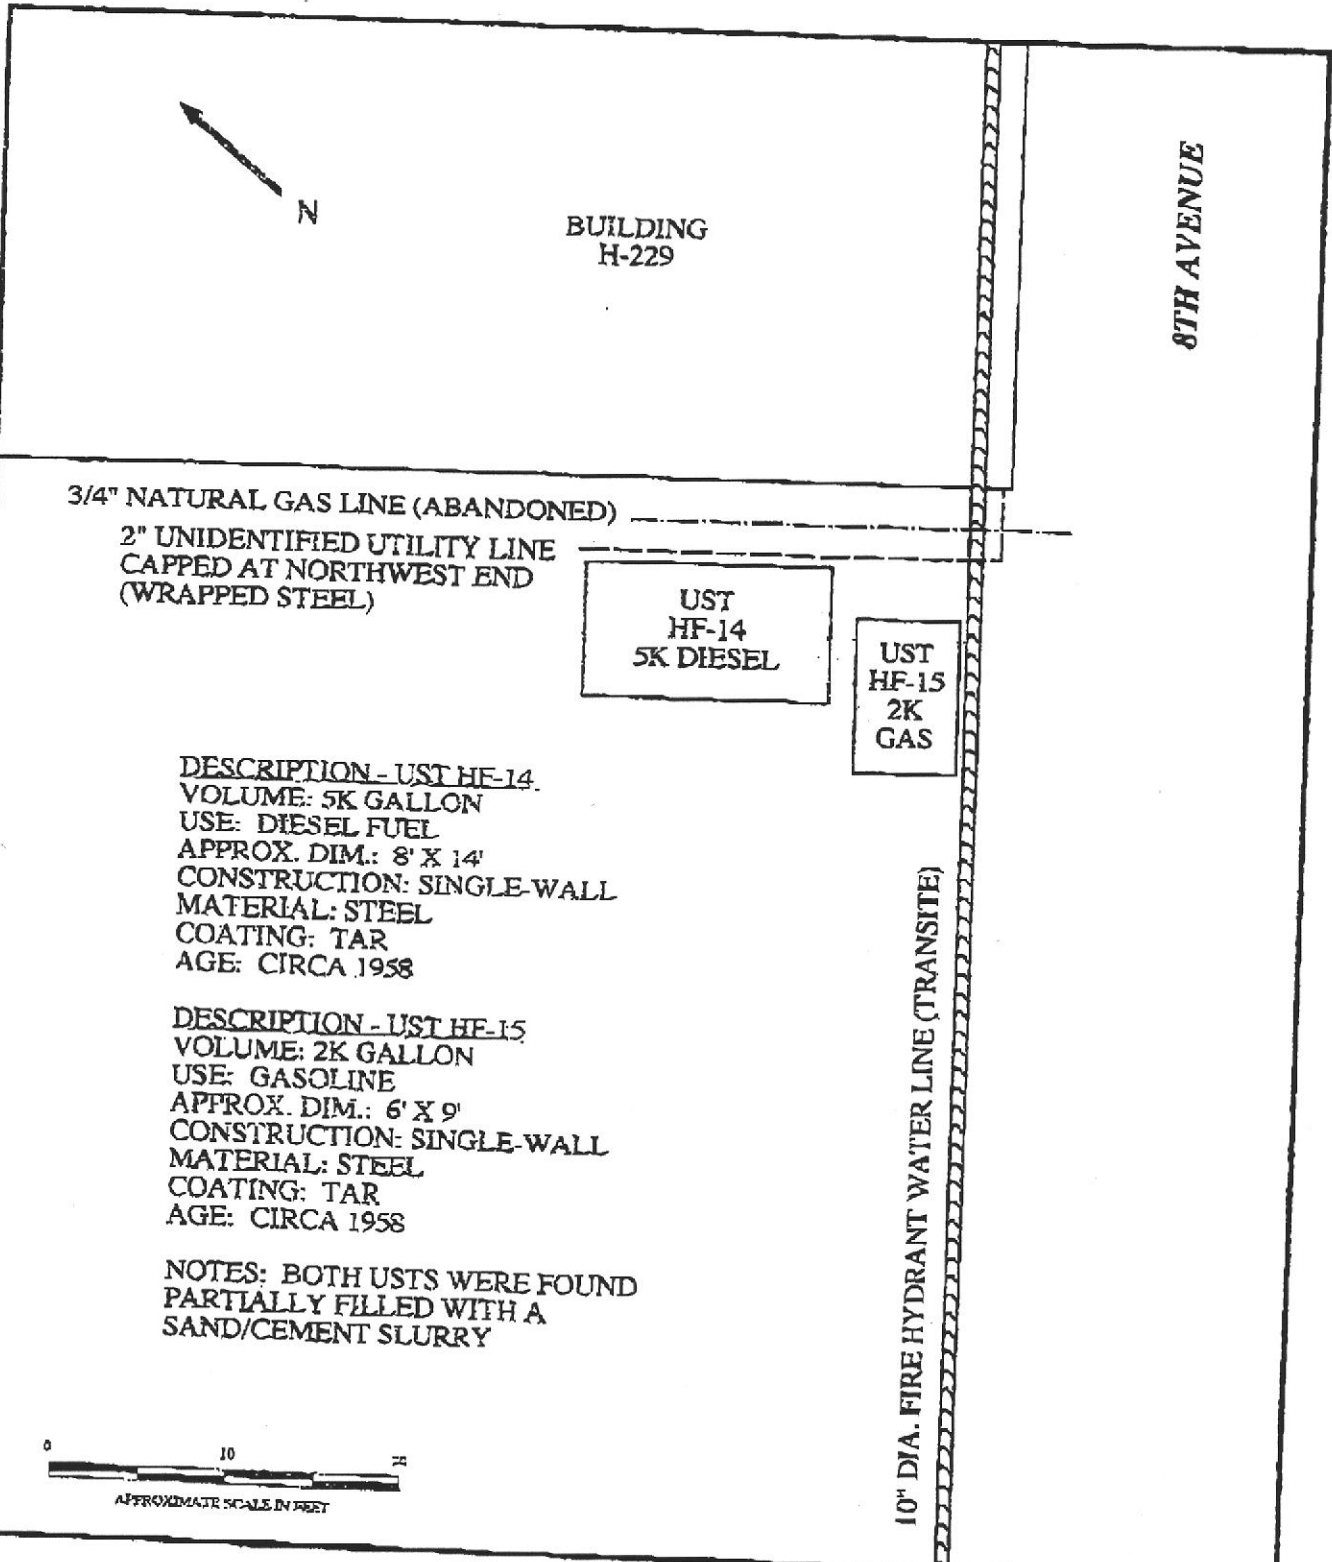 N
BUILDING
H-229
8TH AVENUE
3/4" NATURAL GAS LINE (ABANDONED)
2" UNIDENTIFIED UTILITY LINE
CAPPED AT NORTHWEST END
(WRAPPED STEEL)
UST
HF-14
5K DIESEL
UST
HF-15
2K
GAS
DESCRIPTION - UST HF-14
VOLUME: 5K GALLON
USE: DIESEL FUEL
APPROX. DIM.: 8' X 14'
CONSTRUCTION: SINGLE-WALL
MATERIAL: STEEL
COATING: TAR
AGE: CIRCA 1958
DESCRIPTION - UST HF-15
VOLUME: 2K GALLON
USE: GASOLINE
APPROX. DIM.: 6' X 9'
CONSTRUCTION: SINGLE-WALL
MATERIAL: STEEL
COATING: TAR
AGE: CIRCA 1958
NOTES: BOTH USTS WERE FOUND
PARTIALLY FILLED WITH A
SAND/CEMENT SLURRY
10" DIA. FIRE HYDRANT WATER LINE (TRANSITE)
0 10
APPROXIMATE SCALE IN FEET